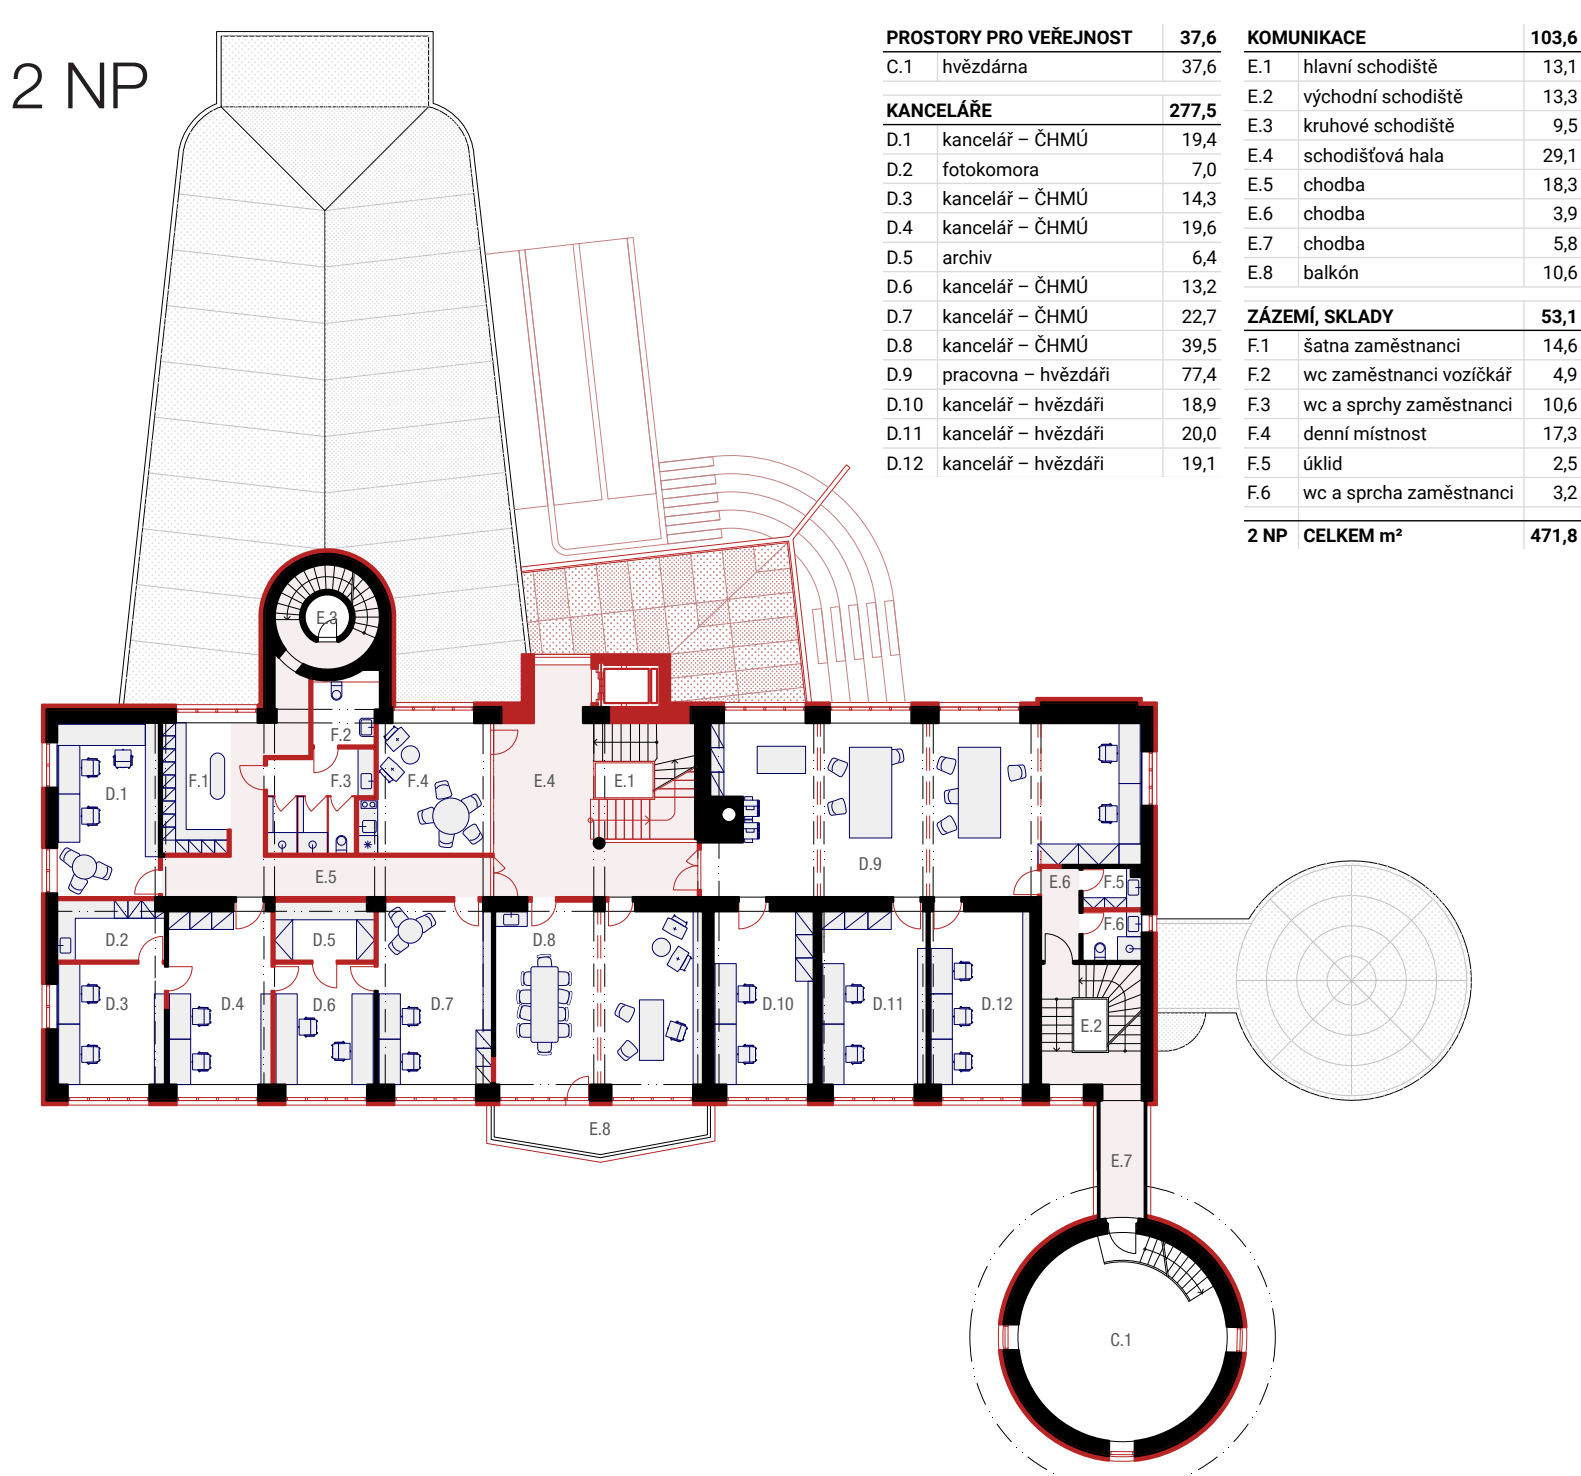 2 NP
PROSTORY PRO VEŘEJNOST 37,6
C.1 hvězdárna 37,6
KANCELÁŘE 277,5
D.1 kancelář – ČHMÚ 19,4
D.2 fotokomora 7,0
D.3 kancelář – ČHMÚ 14,3
D.4 kancelář – ČHMÚ 19,6
D.5 archiv 6,4
D.6 kancelář – ČHMÚ 13,2
D.7 kancelář – ČHMÚ 22,7
D.8 kancelář – ČHMÚ 39,5
D.9 pracovna – hvězdáři 77,4
D.10 kancelář – hvězdáři 18,9
D.11 kancelář – hvězdáři 20,0
D.12 kancelář – hvězdáři 19,1
KOMUNIKACE 103,6
E.1 hlavní schodiště 13,1
E.2 východní schodiště 13,3
E.3 kruhové schodiště 9,5
E.4 schodišťová hala 29,1
E.5 chodba 18,3
E.6 chodba 3,9
E.7 chodba 5,8
E.8 balkón 10,6
ZÁZEMÍ, SKLADY 53,1
F.1 šatna zaměstnanci 14,6
F.2 wc zaměstnanci vozíčkář 4,9
F.3 wc a sprchy zaměstnanci 10,6
F.4 denní místnost 17,3
F.5 úklid 2,5
F.6 wc a sprcha zaměstnanci 3,2
2 NP CELKEM m² 471,8
E.3
F.2
D.1
F.1
F.3
F.4
E.4
E.1
D.9
E.5
E.6
F.5
F.6
D.2
D.5
D.8
D.3
D.4
D.6
D.7
D.10
D.11
D.12
E.2
E.8
E.7
C.1